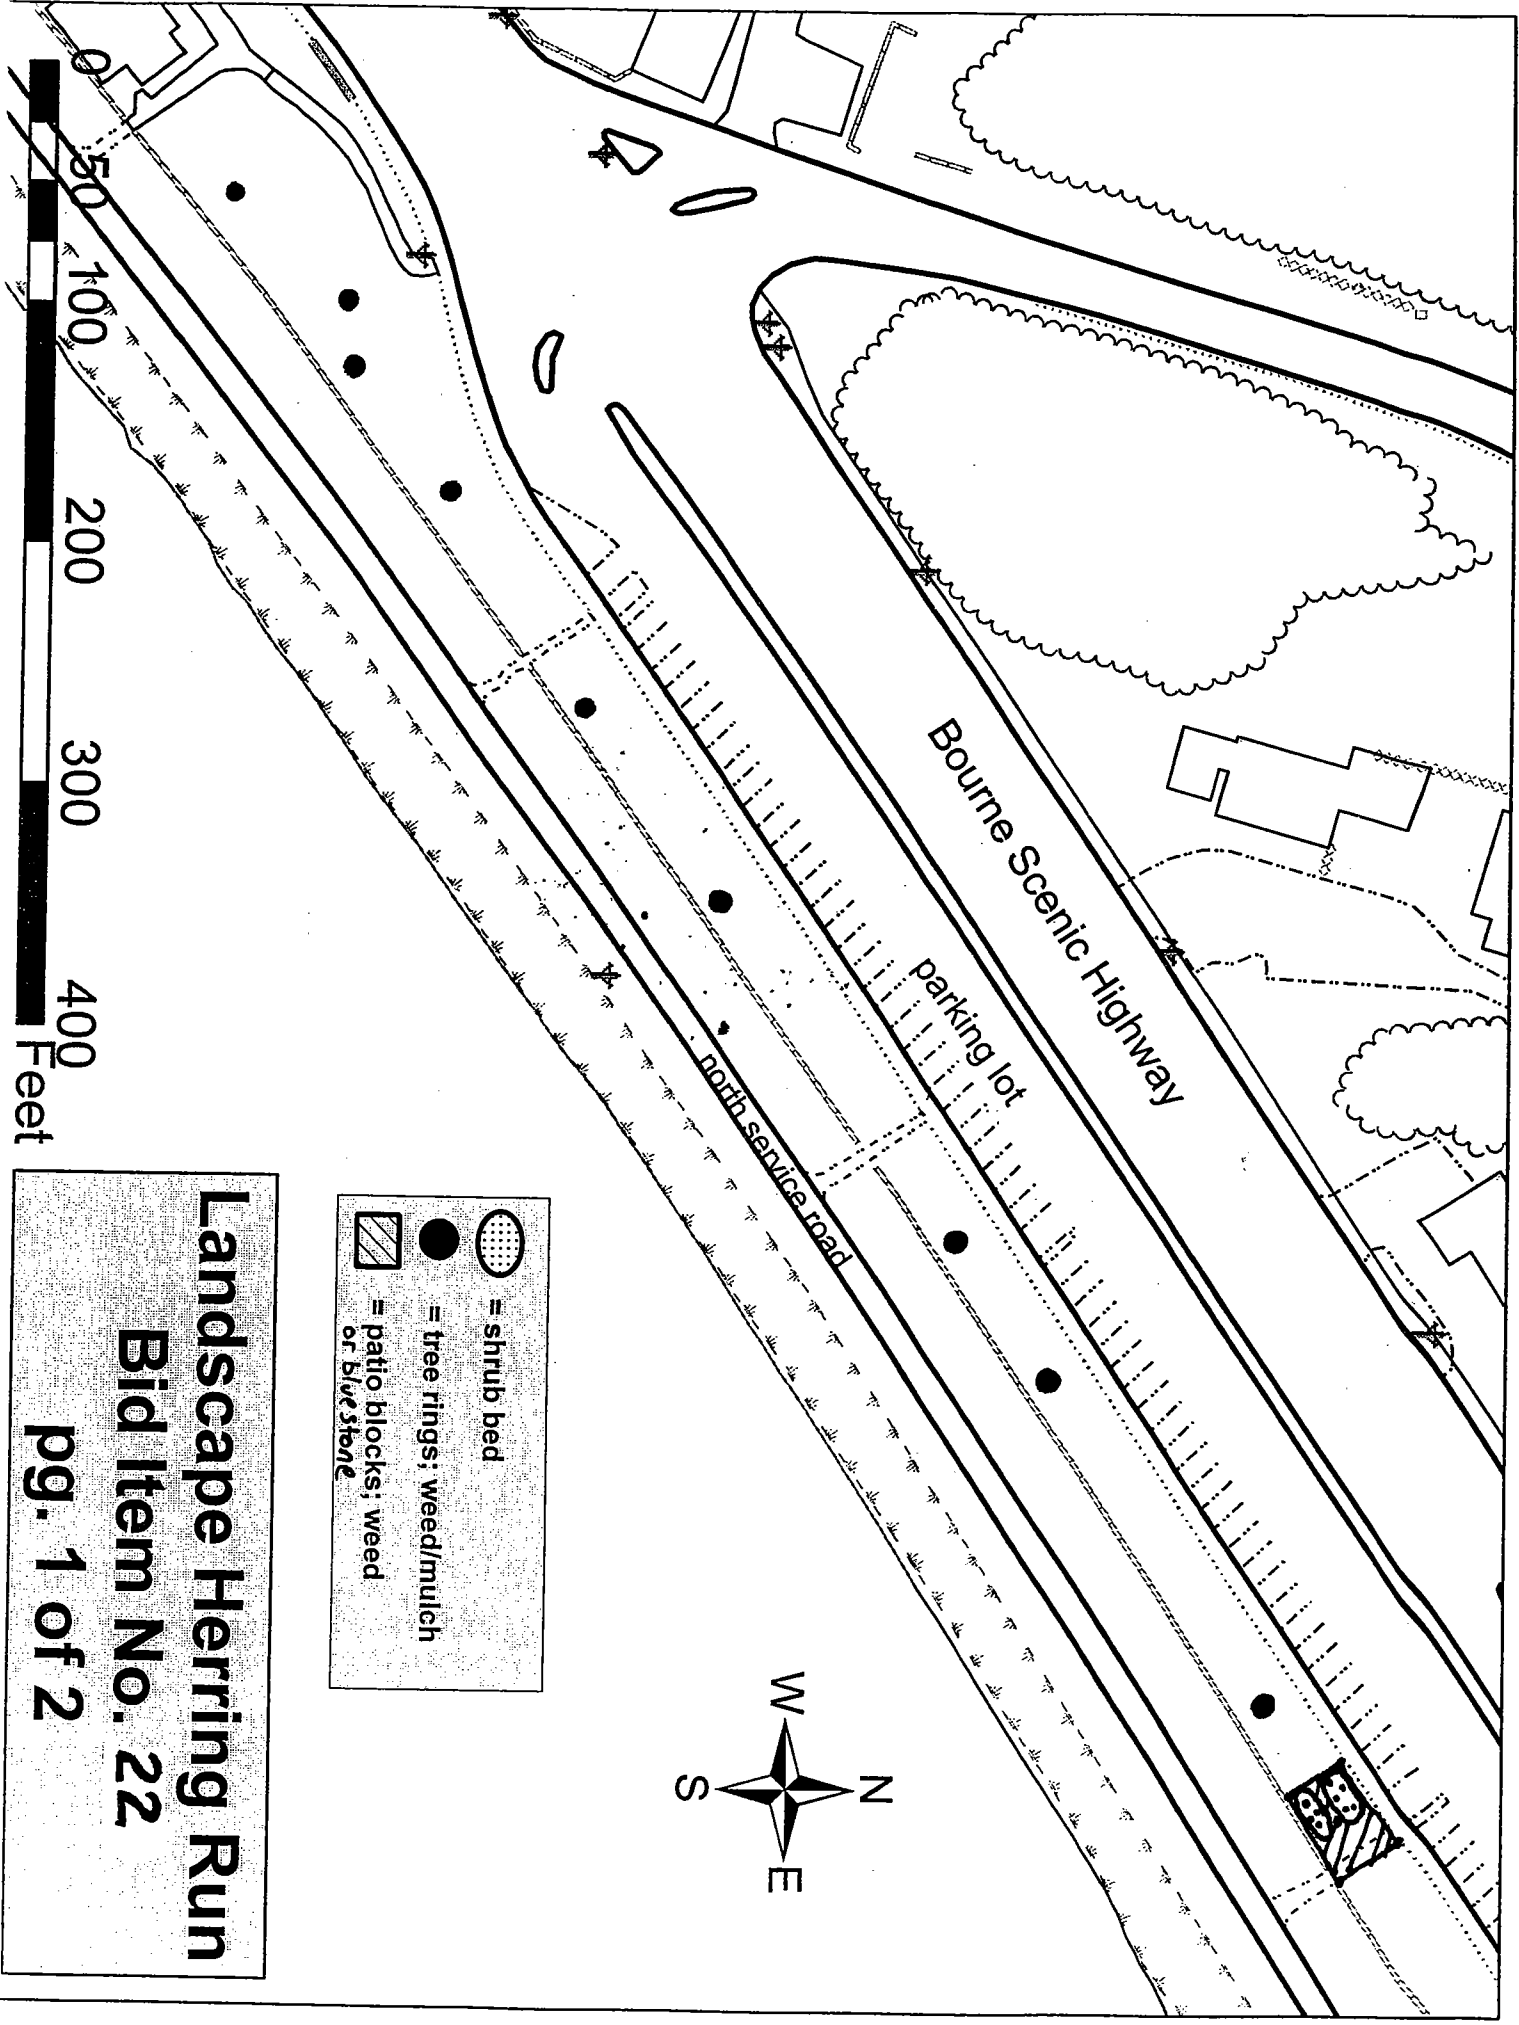 Bourne Scenic Highway
parking lot
north service road
N
W
E
S
= shrub bed
= tree rings; weed/mulch
= patio blocks; weed
or bluestone
0 50 100 200 300 400
Feet
Landscape Herring Run
Bid Item No. 22
pg. 1 of 2